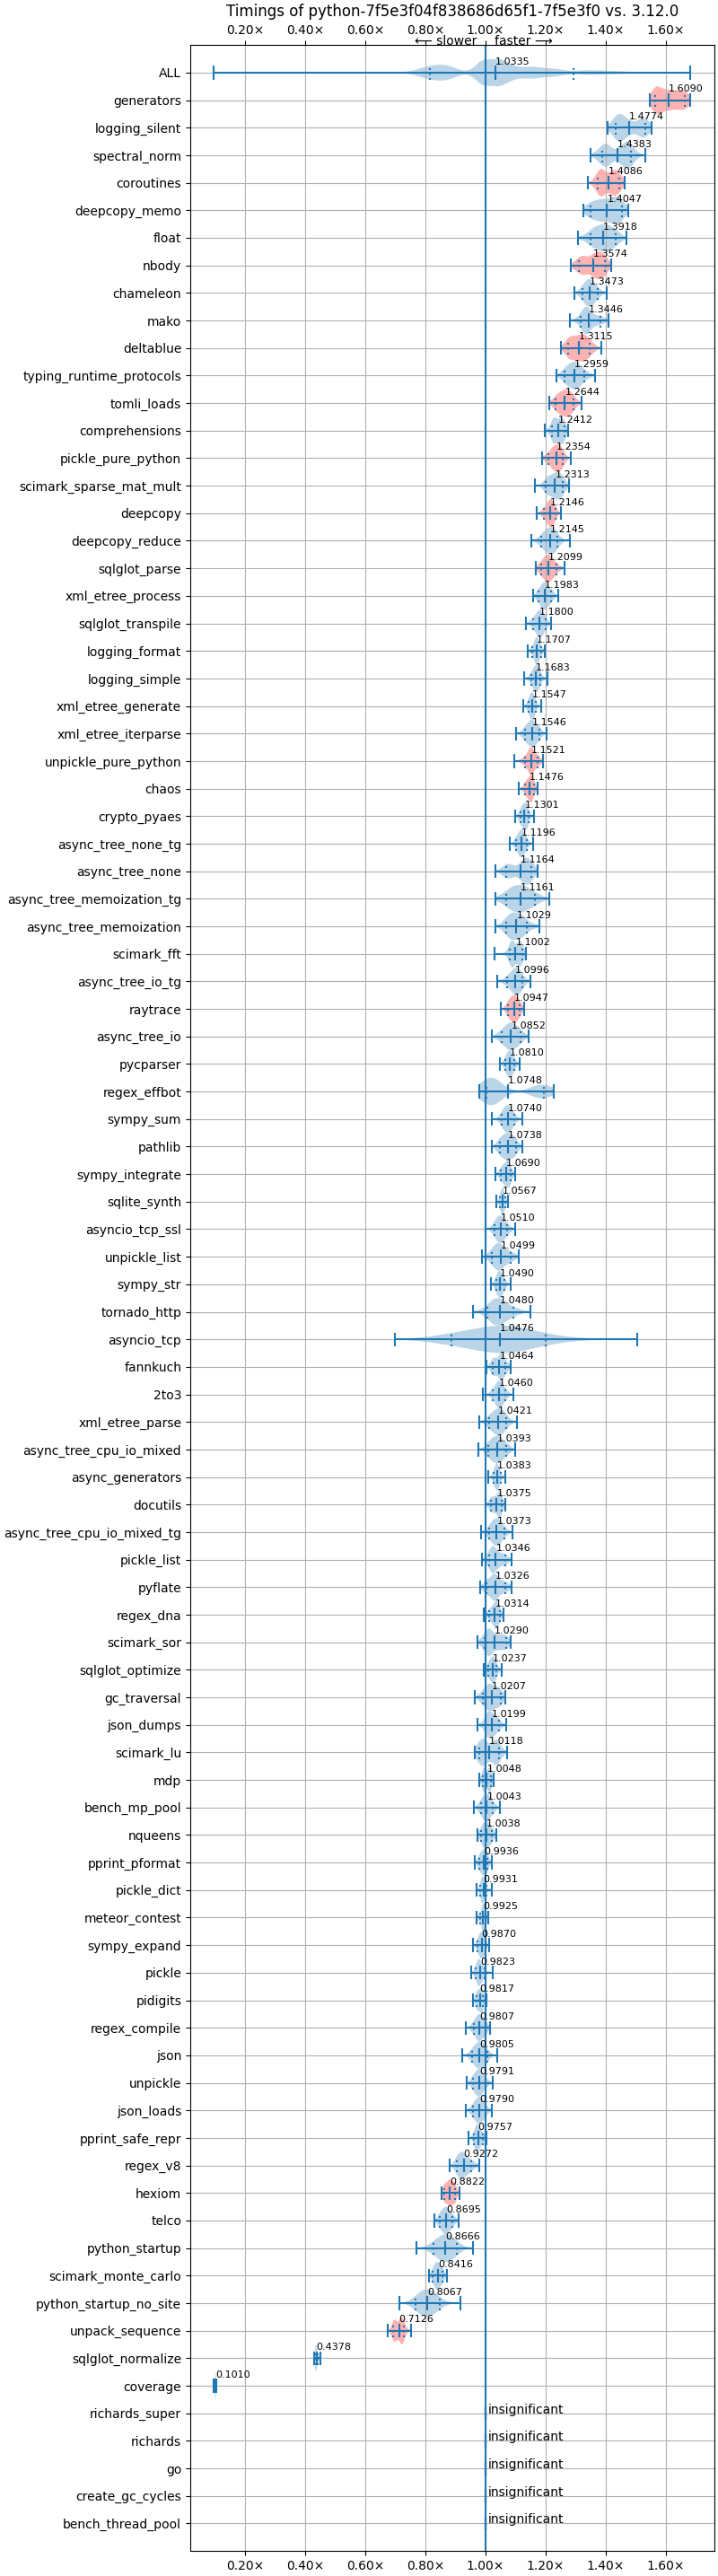 Timings of python-7f5e3f04f838686d65f1-7f5e3f0 vs. 3.12.0
0.20× 0.40× 0.60× 0.80× 1.00× 1.20× 1.40× 1.60×
⟵ slower faster ⟶
ALL 1.0335
generators 1.6090
logging_silent 1.4774
spectral_norm 1.4383
coroutines 1.4086
deepcopy_memo 1.4047
float 1.3918
nbody 1.3574
chameleon 1.3473
mako 1.3446
deltablue 1.3115
typing_runtime_protocols 1.2959
tomli_loads 1.2644
comprehensions 1.2412
pickle_pure_python 1.2354
scimark_sparse_mat_mult 1.2313
deepcopy 1.2146
deepcopy_reduce 1.2145
sqlglot_parse 1.2099
xml_etree_process 1.1983
sqlglot_transpile 1.1800
logging_format 1.1707
logging_simple 1.1683
xml_etree_generate 1.1547
xml_etree_iterparse 1.1546
unpickle_pure_python 1.1521
chaos 1.1476
crypto_pyaes 1.1301
async_tree_none_tg 1.1196
async_tree_none 1.1164
async_tree_memoization_tg 1.1161
async_tree_memoization 1.1029
scimark_fft 1.1002
async_tree_io_tg 1.0996
raytrace 1.0947
async_tree_io 1.0852
pycparser 1.0810
regex_effbot 1.0748
sympy_sum 1.0740
pathlib 1.0738
sympy_integrate 1.0690
sqlite_synth 1.0567
asyncio_tcp_ssl 1.0510
unpickle_list 1.0499
sympy_str 1.0490
tornado_http 1.0480
asyncio_tcp 1.0476
fannkuch 1.0464
2to3 1.0460
xml_etree_parse 1.0421
async_tree_cpu_io_mixed 1.0393
async_generators 1.0383
docutils 1.0375
async_tree_cpu_io_mixed_tg 1.0373
pickle_list 1.0346
pyflate 1.0326
regex_dna 1.0314
scimark_sor 1.0290
sqlglot_optimize 1.0237
gc_traversal 1.0207
json_dumps 1.0199
scimark_lu 1.0118
mdp 1.0048
bench_mp_pool 1.0043
nqueens 1.0038
pprint_pformat 0.9936
pickle_dict 0.9931
meteor_contest 0.9925
sympy_expand 0.9870
pickle 0.9823
pidigits 0.9817
regex_compile 0.9807
json 0.9805
unpickle 0.9791
json_loads 0.9790
pprint_safe_repr 0.9757
regex_v8 0.9272
hexiom 0.8822
telco 0.8695
python_startup 0.8666
scimark_monte_carlo 0.8416
python_startup_no_site 0.8067
unpack_sequence 0.7126
sqlglot_normalize 0.4378
coverage 0.1010
richards_super insignificant
richards insignificant
go insignificant
create_gc_cycles insignificant
bench_thread_pool insignificant
0.20× 0.40× 0.60× 0.80× 1.00× 1.20× 1.40× 1.60×